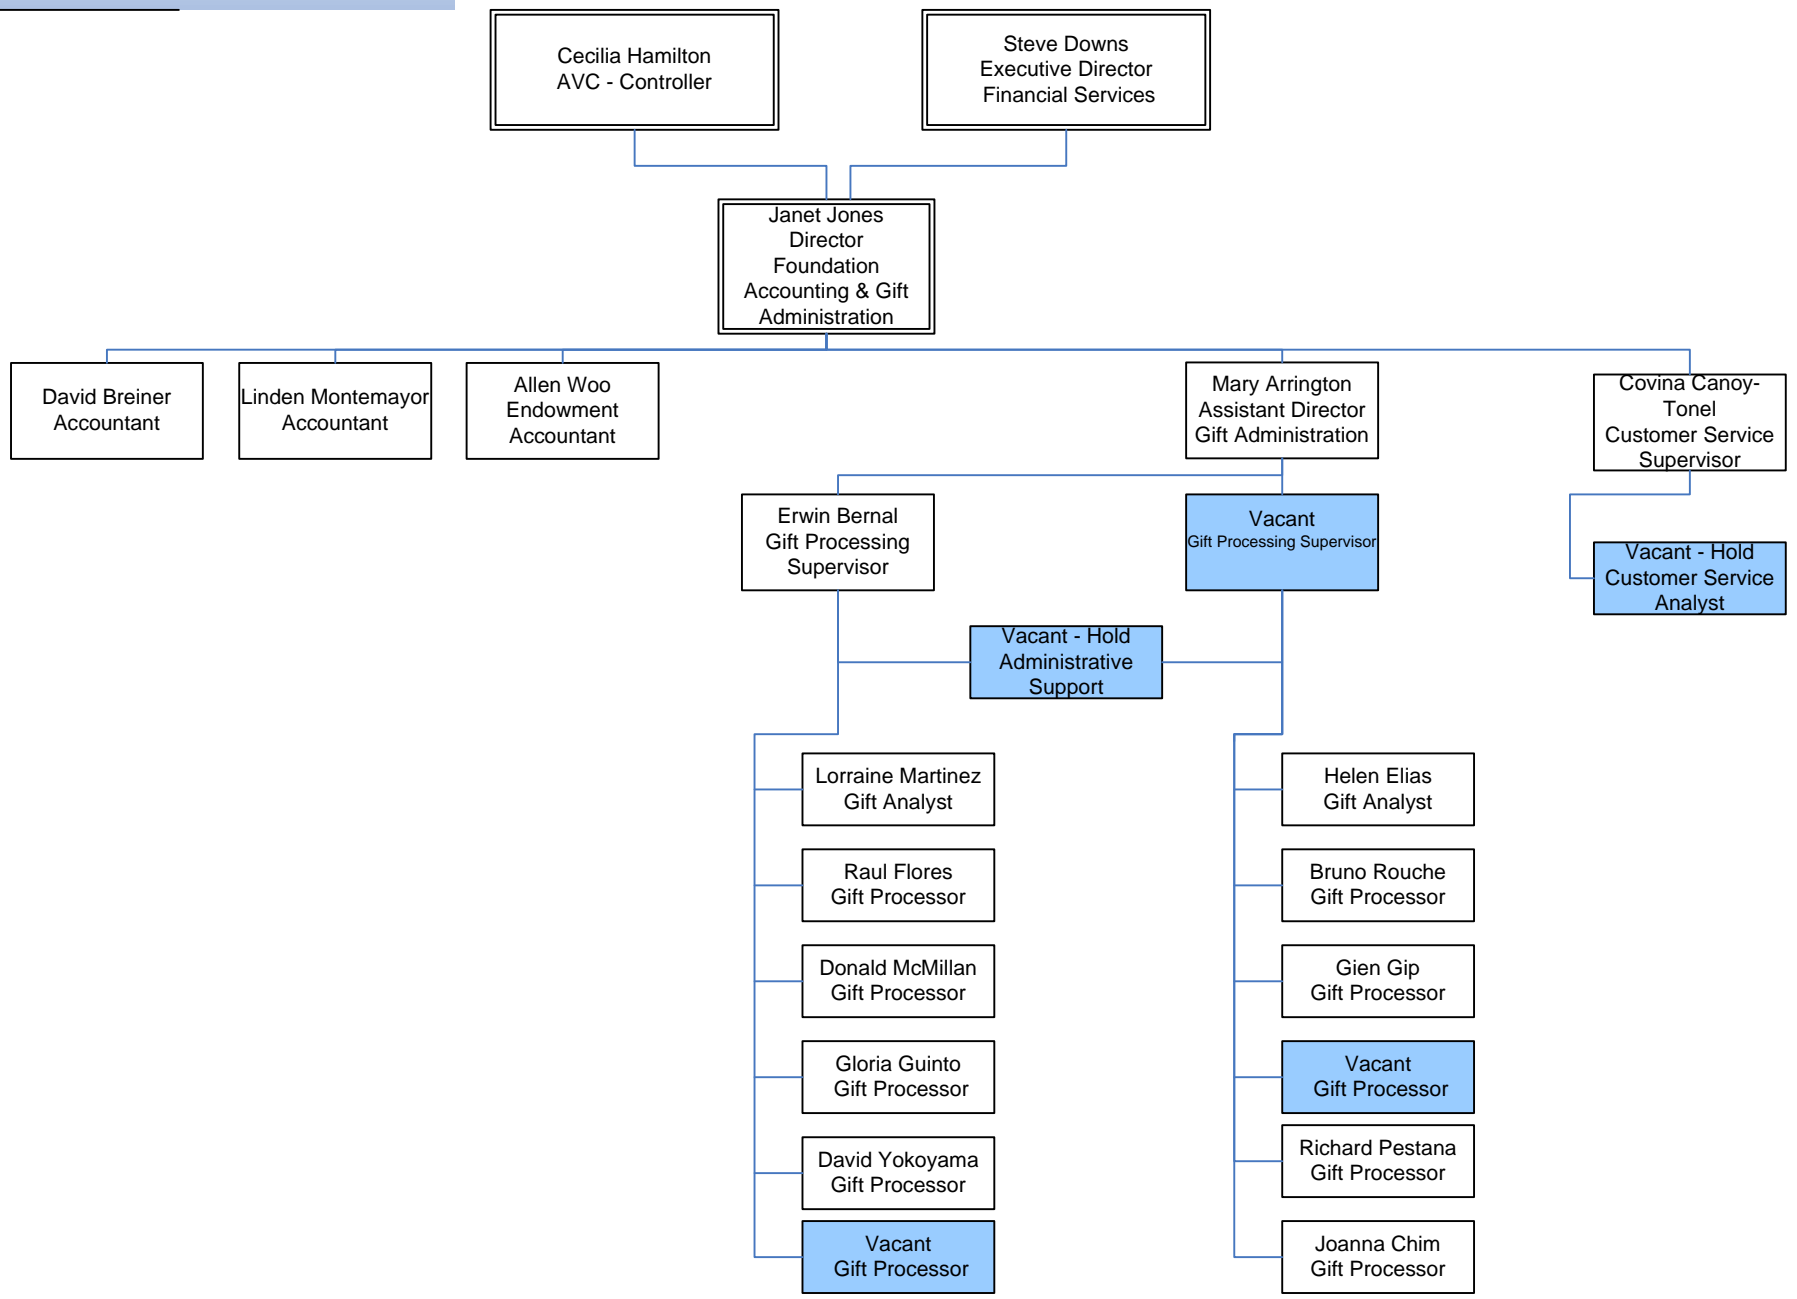 Cecilia Hamilton
AVC - Controller
Steve Downs
Executive Director
Financial Services
Janet Jones
Director
Foundation
Accounting & Gift
Administration
David Breiner
Accountant
Linden Montemayor
Accountant
Allen Woo
Endowment
Accountant
Mary Arrington
Assistant Director
Gift Administration
Covina Canoy-
Tonel
Customer Service
Supervisor
Erwin Bernal
Gift Processing
Supervisor
Vacant
Gift Processing Supervisor
Vacant - Hold
Customer Service
Analyst
Vacant - Hold
Administrative
Support
Lorraine Martinez
Gift Analyst
Raul Flores
Gift Processor
Donald McMillan
Gift Processor
Gloria Guinto
Gift Processor
David Yokoyama
Gift Processor
Vacant
Gift Processor
Helen Elias
Gift Analyst
Bruno Rouche
Gift Processor
Gien Gip
Gift Processor
Vacant
Gift Processor
Richard Pestana
Gift Processor
Joanna Chim
Gift Processor